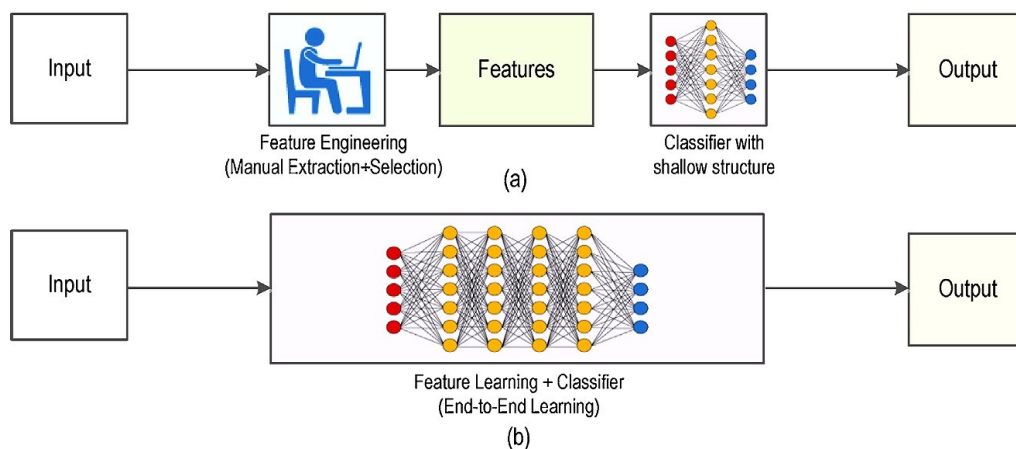 Input
Features
Output
Feature Engineering
(Manual Extraction+Selection)
Classifier with
shallow structure
(a)
Input
Output
Feature Learning + Classifier
(End-to-End Learning)
(b)